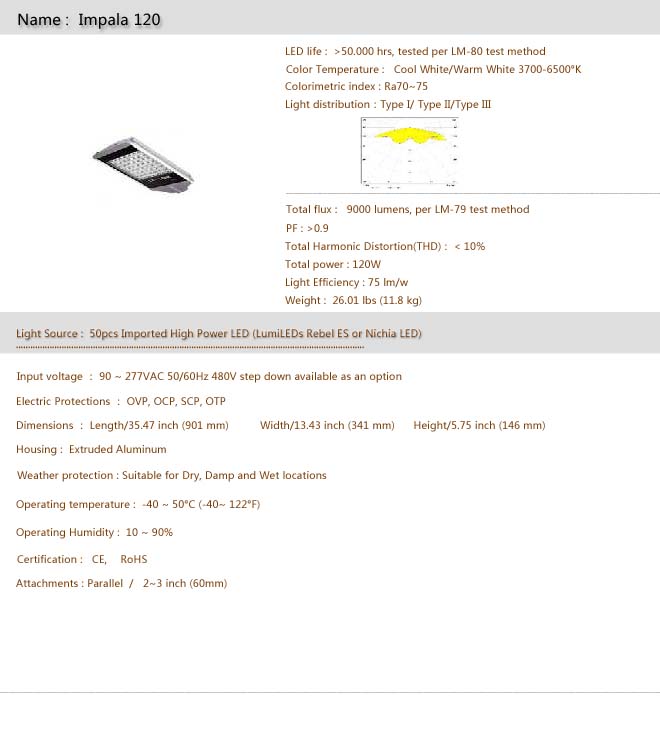 Name :  Impala 120
LED life :  >50.000 hrs, tested per LM-80 test method
Color Temperature :   Cool White/Warm White 3700-6500°K
Colorimetric index : Ra70~75
Light distribution : Type I/ Type II/Type III
Total flux :   9000 lumens, per LM-79 test method
PF : >0.9
Total Harmonic Distortion(THD) :  < 10%
Total power : 120W
Light Efficiency : 75 lm/w
Weight :  26.01 lbs (11.8 kg)
Light Source :  50pcs Imported High Power LED (LumiLEDs Rebel ES or Nichia LED)
Input voltage  :  90 ~ 277VAC 50/60Hz 480V step down available as an option
Electric Protections  :  OVP, OCP, SCP, OTP
Dimensions  :  Length/35.47 inch (901 mm)   Width/13.43 inch (341 mm)   Height/5.75 inch (146 mm)
Housing :  Extruded Aluminum
Weather protection : Suitable for Dry, Damp and Wet locations
Operating temperature :  -40 ~ 50°C (-40~ 122°F)
Operating Humidity :  10 ~ 90%
Certification :   CE,    RoHS
Attachments : Parallel  /   2~3 inch (60mm)